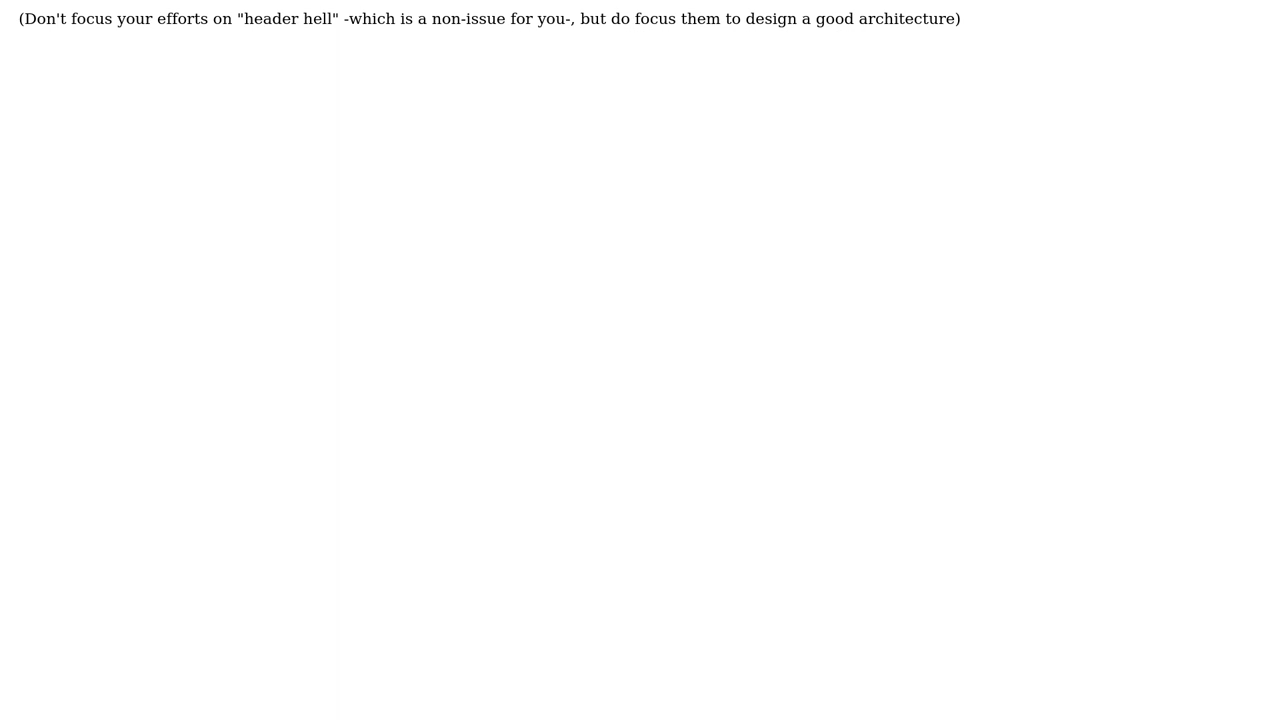 (Don't focus your efforts on "header hell" -which is a non-issue for you-, but do focus them to design a good architecture)